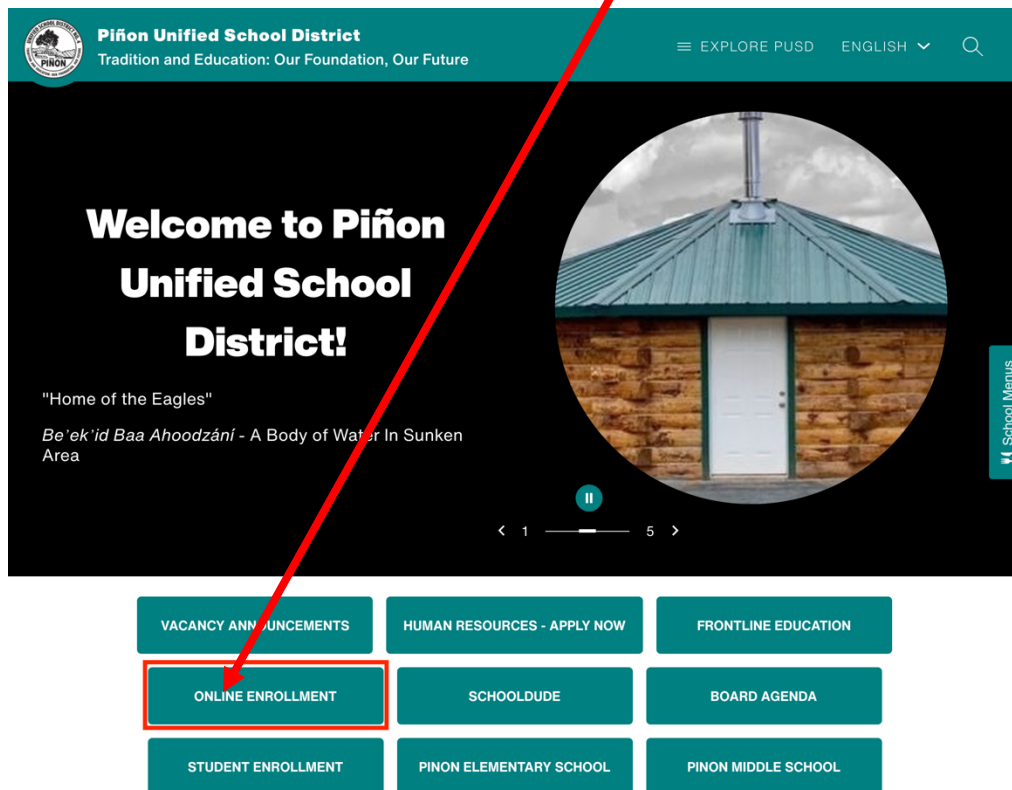 Piñon Unified School District
Tradition and Education: Our Foundation, Our Future
EXPLORE PUSD
ENGLISH
PIÑON
Welcome to Piñon
Unified School
District!
"Home of the Eagles"
Be'ek'id Baa Ahoodzání - A Body of Water In Sunken
Area
School Menus
1
5
VACANCY ANNOUNCEMENTS
HUMAN RESOURCES - APPLY NOW
FRONTLINE EDUCATION
ONLINE ENROLLMENT
SCHOOLDUDE
BOARD AGENDA
STUDENT ENROLLMENT
PINON ELEMENTARY SCHOOL
PINON MIDDLE SCHOOL